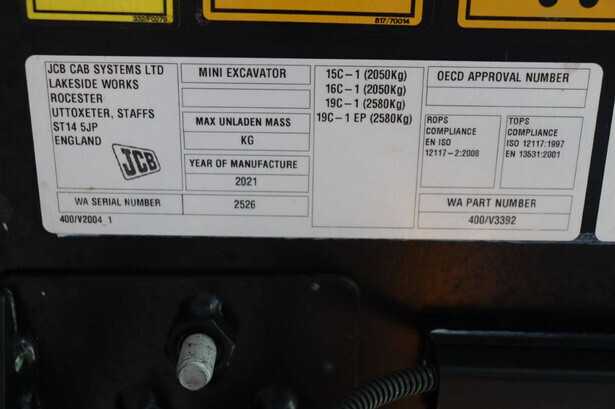 332/F0279
817/70014
JCB CAB SYSTEMS LTD
LAKESIDE WORKS
ROCESTER
UTTOXETER, STAFFS
ST14 5JP
ENGLAND
JCB
WA SERIAL NUMBER
400/V2004_1
MINI EXCAVATOR
MAX UNLADEN MASS
KG
YEAR OF MANUFACTURE
2021
2526
15C-1 (2050Kg)
16C-1 (2050Kg)
19C-1 (2580Kg)
19C-1 EP (2580Kg)
OECD APPROVAL NUMBER
ROPS
COMPLIANCE
EN ISO
12117-2:2008
TOPS
COMPLIANCE
ISO 12117:1997
EN 13531:2001
WA PART NUMBER
400/V3392